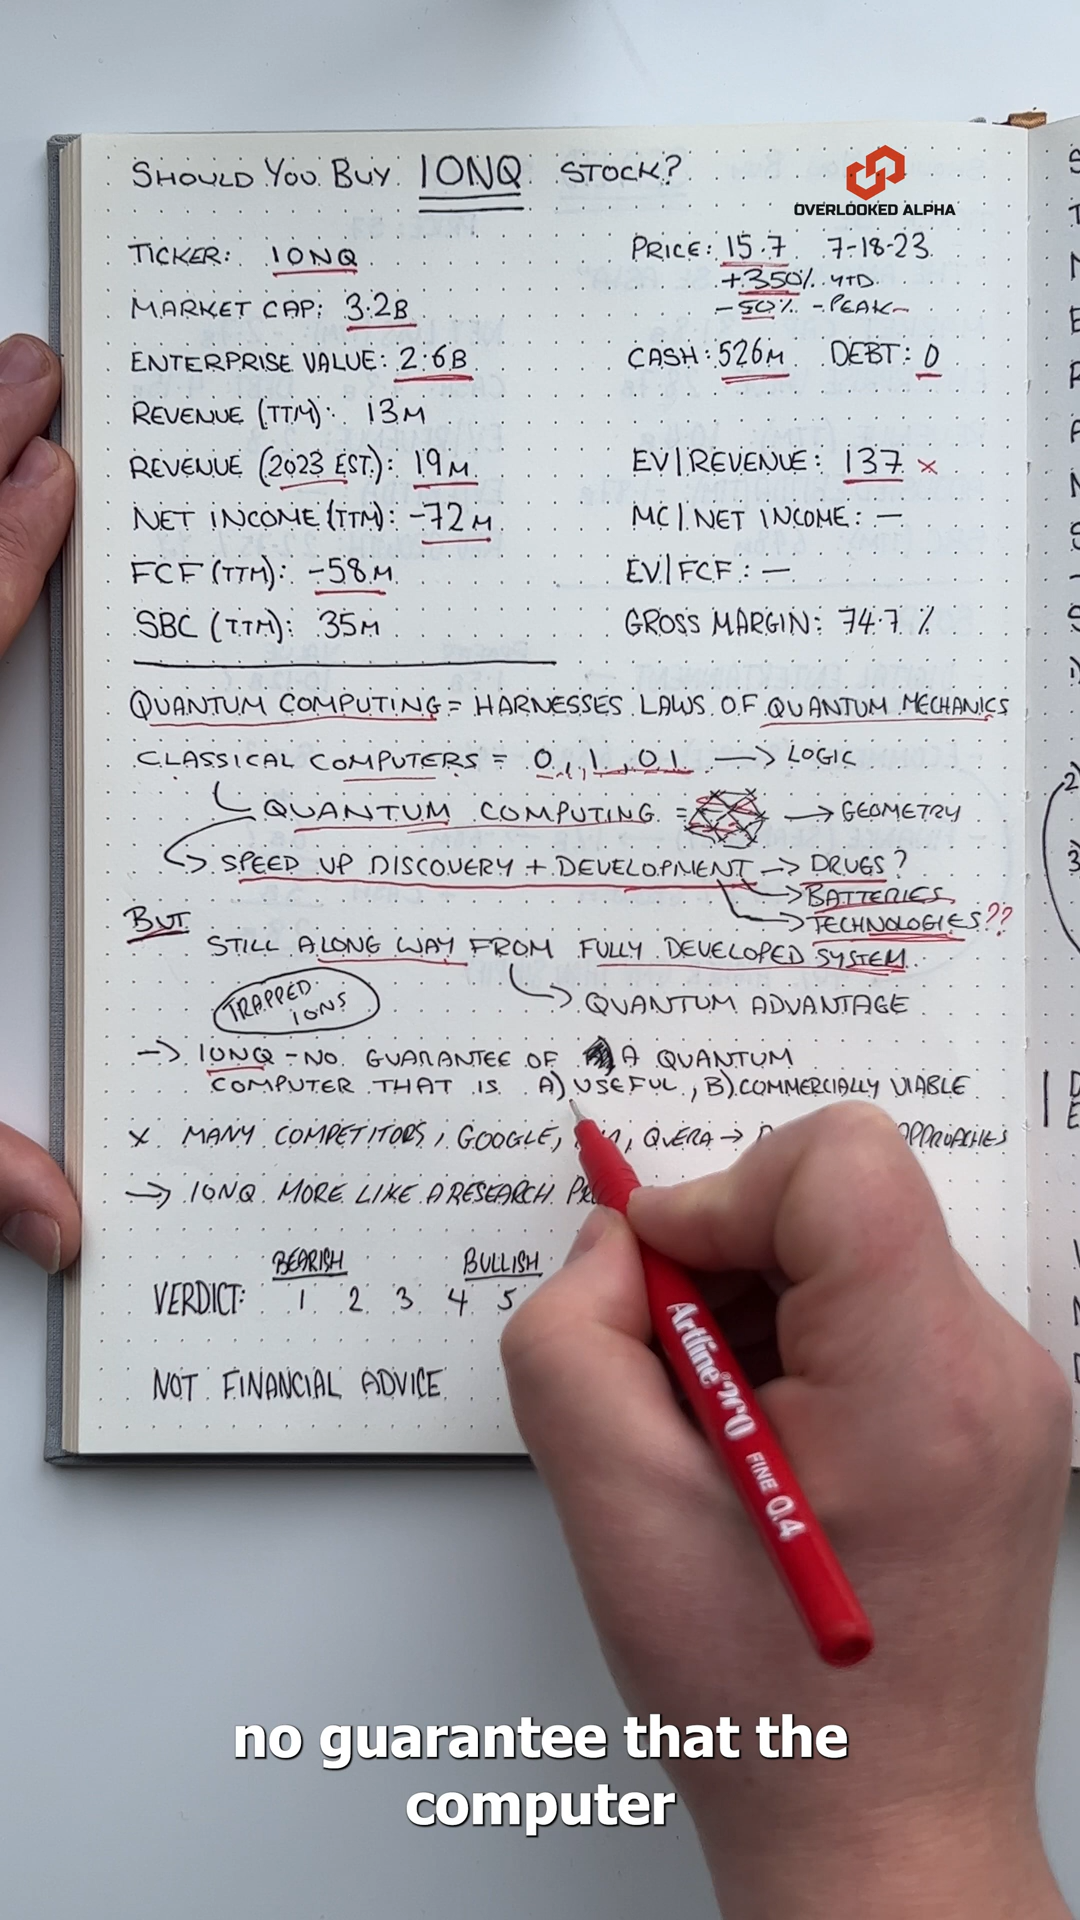 SHOULD YOU BUY IONQ STOCK?
OVERLOOKED ALPHA
TICKER: IONQ
PRICE: 15.7 7-18-23
+350% YTD
-50% - PEAK
MARKET CAP: 3.2B
ENTERPRISE VALUE: 2.6B
CASH: 526M DEBT: 0
REVENUE (TTM): 13M
REVENUE (2023 EST.): 19M
EV/REVENUE: 137 x
NET INCOME (TTM): -72M
MC/NET INCOME: -
FCF (TTM): -58M
EV/FCF: -
SBC (TTM): 35M
GROSS MARGIN: 74.7 %
QUANTUM COMPUTING = HARNESSES LAWS OF QUANTUM MECHANICS
CLASSICAL COMPUTERS = 0, 1, 01 → LOGIC
QUANTUM COMPUTING = → GEOMETRY
→ SPEED UP DISCOVERY + DEVELOPMENT → DRUGS?
→ BATTERIES
→ TECHNOLOGIES??
BUT
STILL A LONG WAY FROM FULLY DEVELOPED SYSTEM
TRAPPED IONS
→ QUANTUM ADVANTAGE
→ IONQ - NO GUARANTEE OF A QUANTUM
COMPUTER THAT IS A) USEFUL, B) COMMERCIALLY VIABLE
x MANY COMPETITORS, GOOGLE, QUERA → APPROACHES
→ IONQ MORE LIKE A RESEARCH
BEARISH BULLISH
VERDICT: 1 2 3 4 5
NOT FINANCIAL ADVICE
Artline PRO FINE 0.4
no guarantee that the
computer